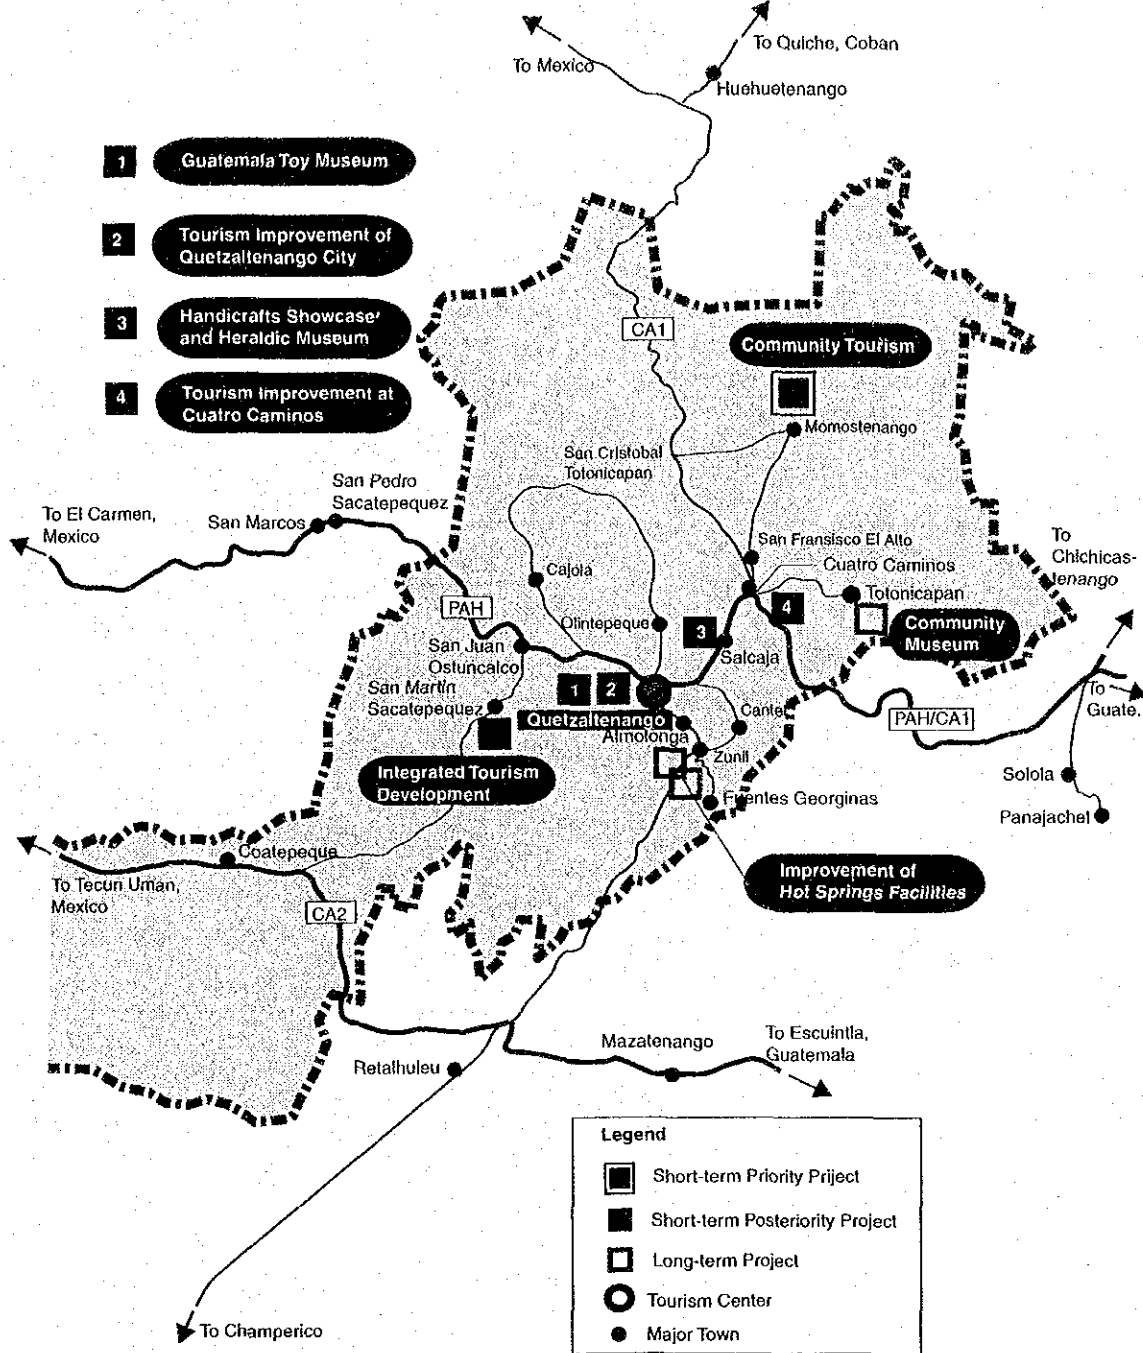 To Quiche, Coban
To Mexico
Huehuetenango
1
Guatemala Toy Museum
2
Tourism Improvement of
Quetzaltenango City
3
Handicrafts Showcase
and Heraldic Museum
4
Tourism Improvement at
Cuatro Caminos
CA1
Community Tourism
Momostenango
San Cristobal
Totonicapan
San Pedro
Sacatepequez
San Marcos
To El Carmen,
Mexico
San Fransisco El Alto
To
Chichicas-
tenango
Cuatro Caminos
Cajola
Totonicapan
PAH
4
Community
Museum
Olintepeque
3
San Juan
Ostuncalco
Salcaja
San Martín
Sacatepequez
1
2
To
Guate.
Cantel
PAH/CA1
Quetzaltenango
Almolonga
Zunil
Integrated Tourism
Development
Solola
Fuentes Georginas
Panajachel
Coatepeque
Improvement of
Hot Springs Facilities
To Tecun Uman,
Mexico
CA2
To Escuintla,
Guatemala
Mazatenango
Retalhuleu
Legend
Short-term Priority Priject
Short-term Posteriority Project
Long-term Project
Tourism Center
Major Town
To Champerico